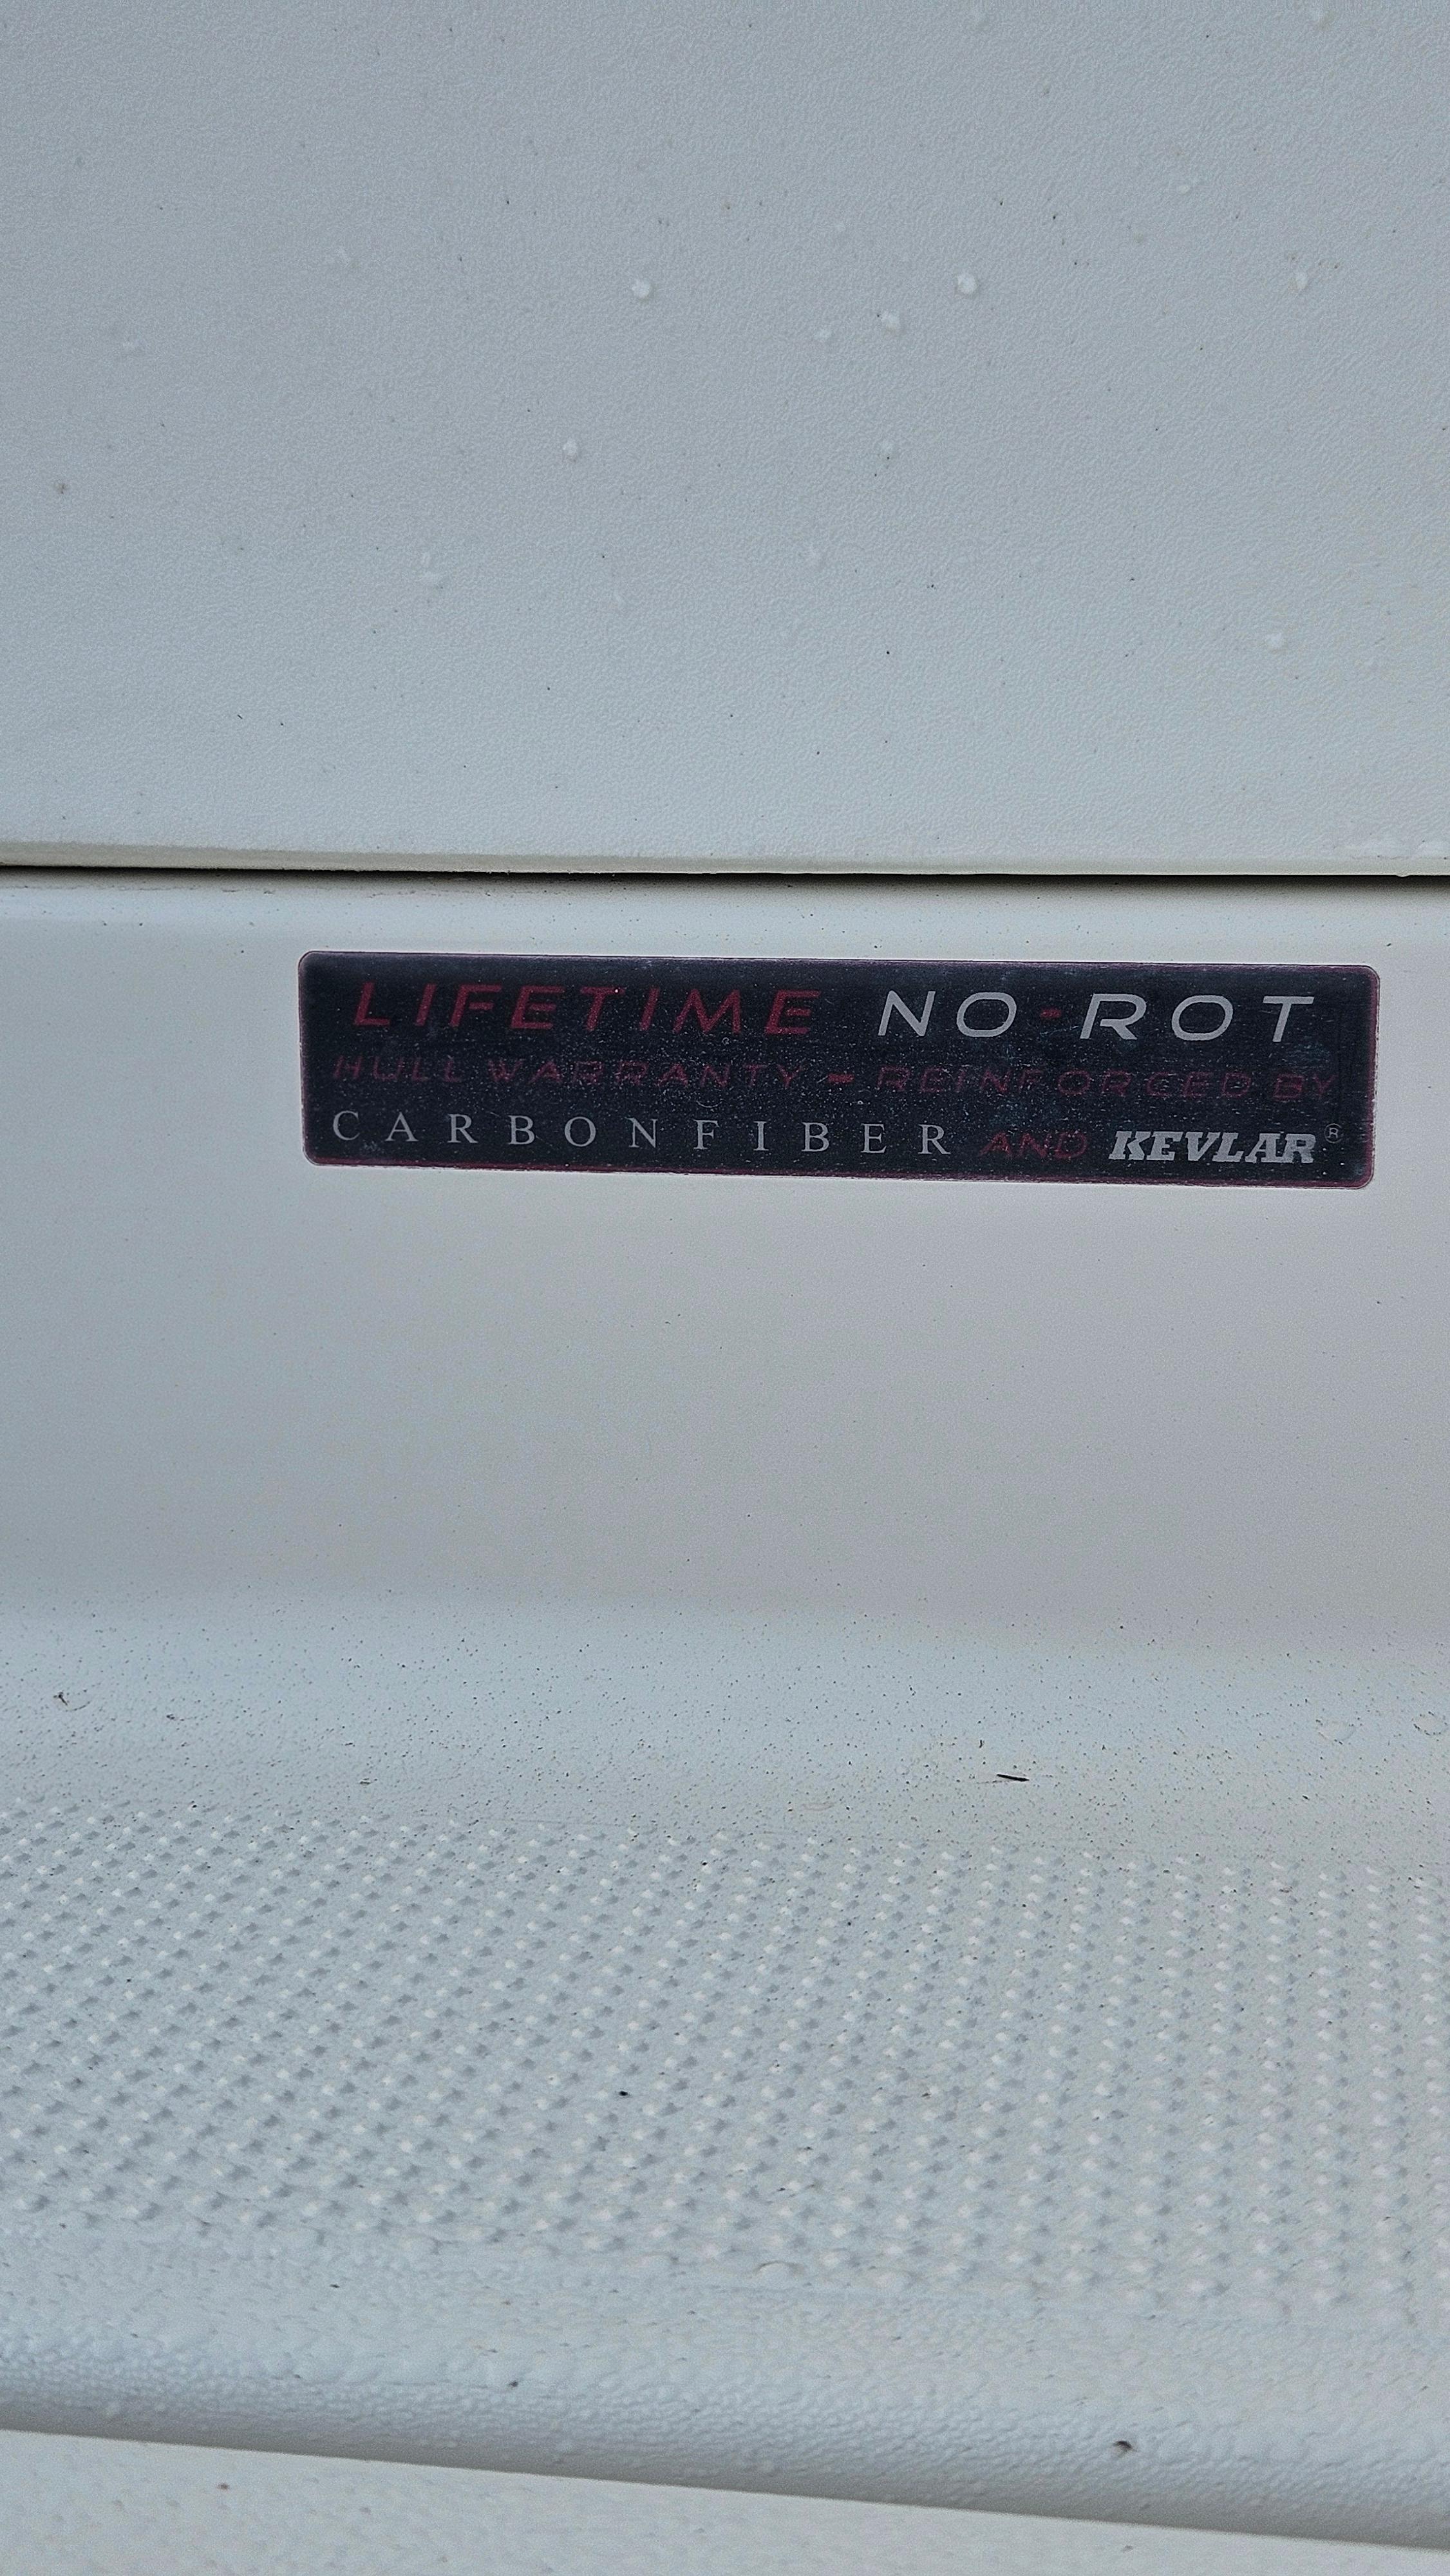 LIFETIME NO-ROT
HULL WARRANTY - REINFORCED BY
CARBONFIBER AND KEVLAR®